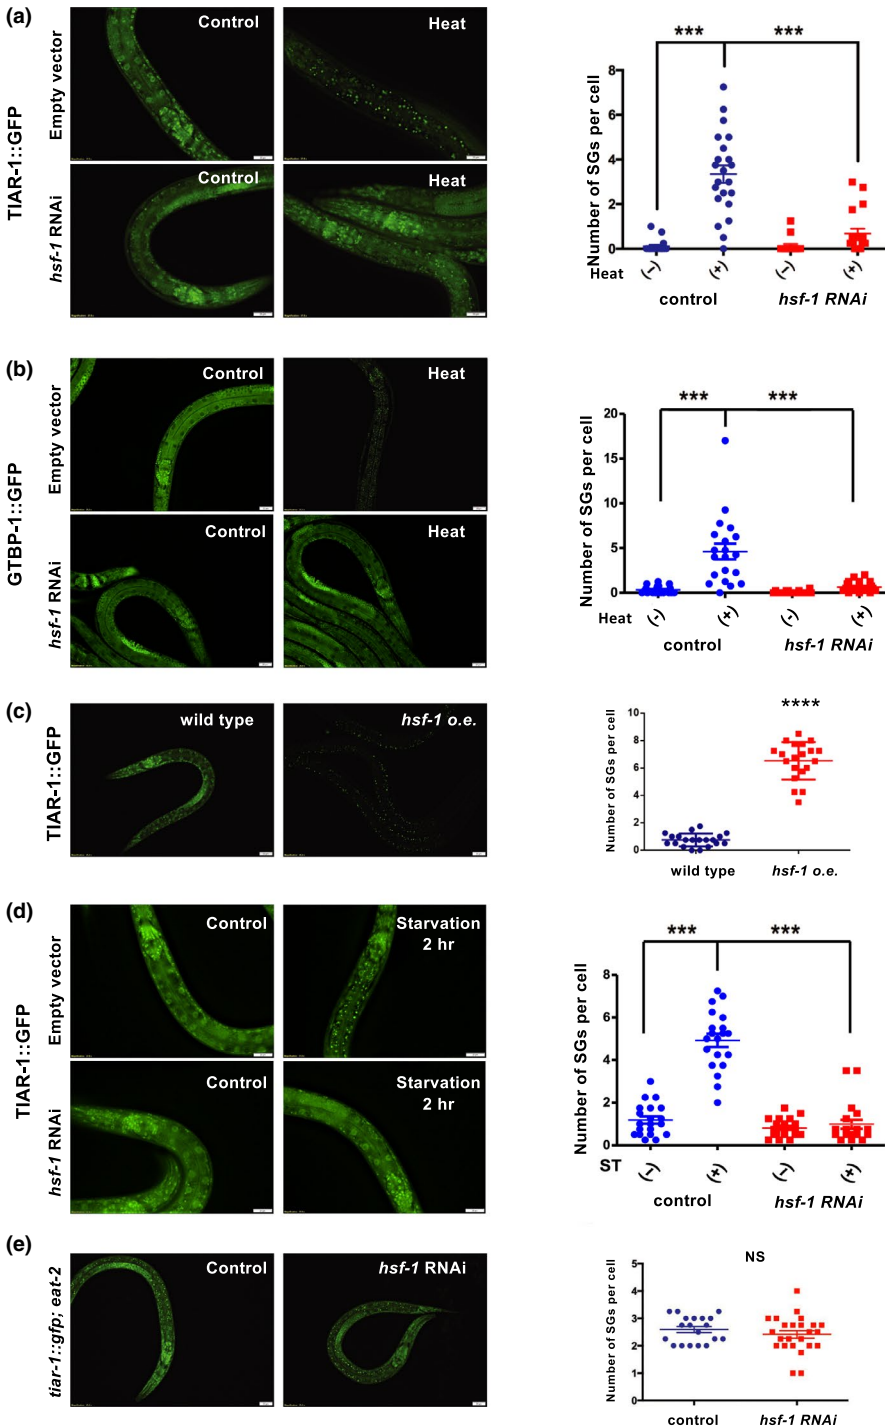 (a)
TIAR-1::GFP
Empty vector
Control
Heat
hsf-1 RNAi
Control
Heat
Number of SGs per cell
8
6
4
2
0
***
***
Heat
(–)
(+)
(–)
(+)
control
hsf-1 RNAi
(b)
GTBP-1::GFP
Empty vector
Control
Heat
hsf-1 RNAi
Control
Heat
Number of SGs per cell
20
15
10
5
0
***
***
Heat
(-)
(+)
(-)
(+)
control
hsf-1 RNAi
(c)
TIAR-1::GFP
wild type
hsf-1 o.e.
Number of SGs per cell
10
8
6
4
2
0
****
wild type
hsf-1 o.e.
(d)
TIAR-1::GFP
Empty vector
Control
Starvation
2 hr
hsf-1 RNAi
Control
Starvation
2 hr
Number of SGs per cell
8
6
4
2
0
***
***
ST
(–)
(+)
(–)
(+)
control
hsf-1 RNAi
(e)
tiar-1::gfp; eat-2
Control
hsf-1 RNAi
Number of SGs per cell
5
4
3
2
1
0
NS
control
hsf-1 RNAi